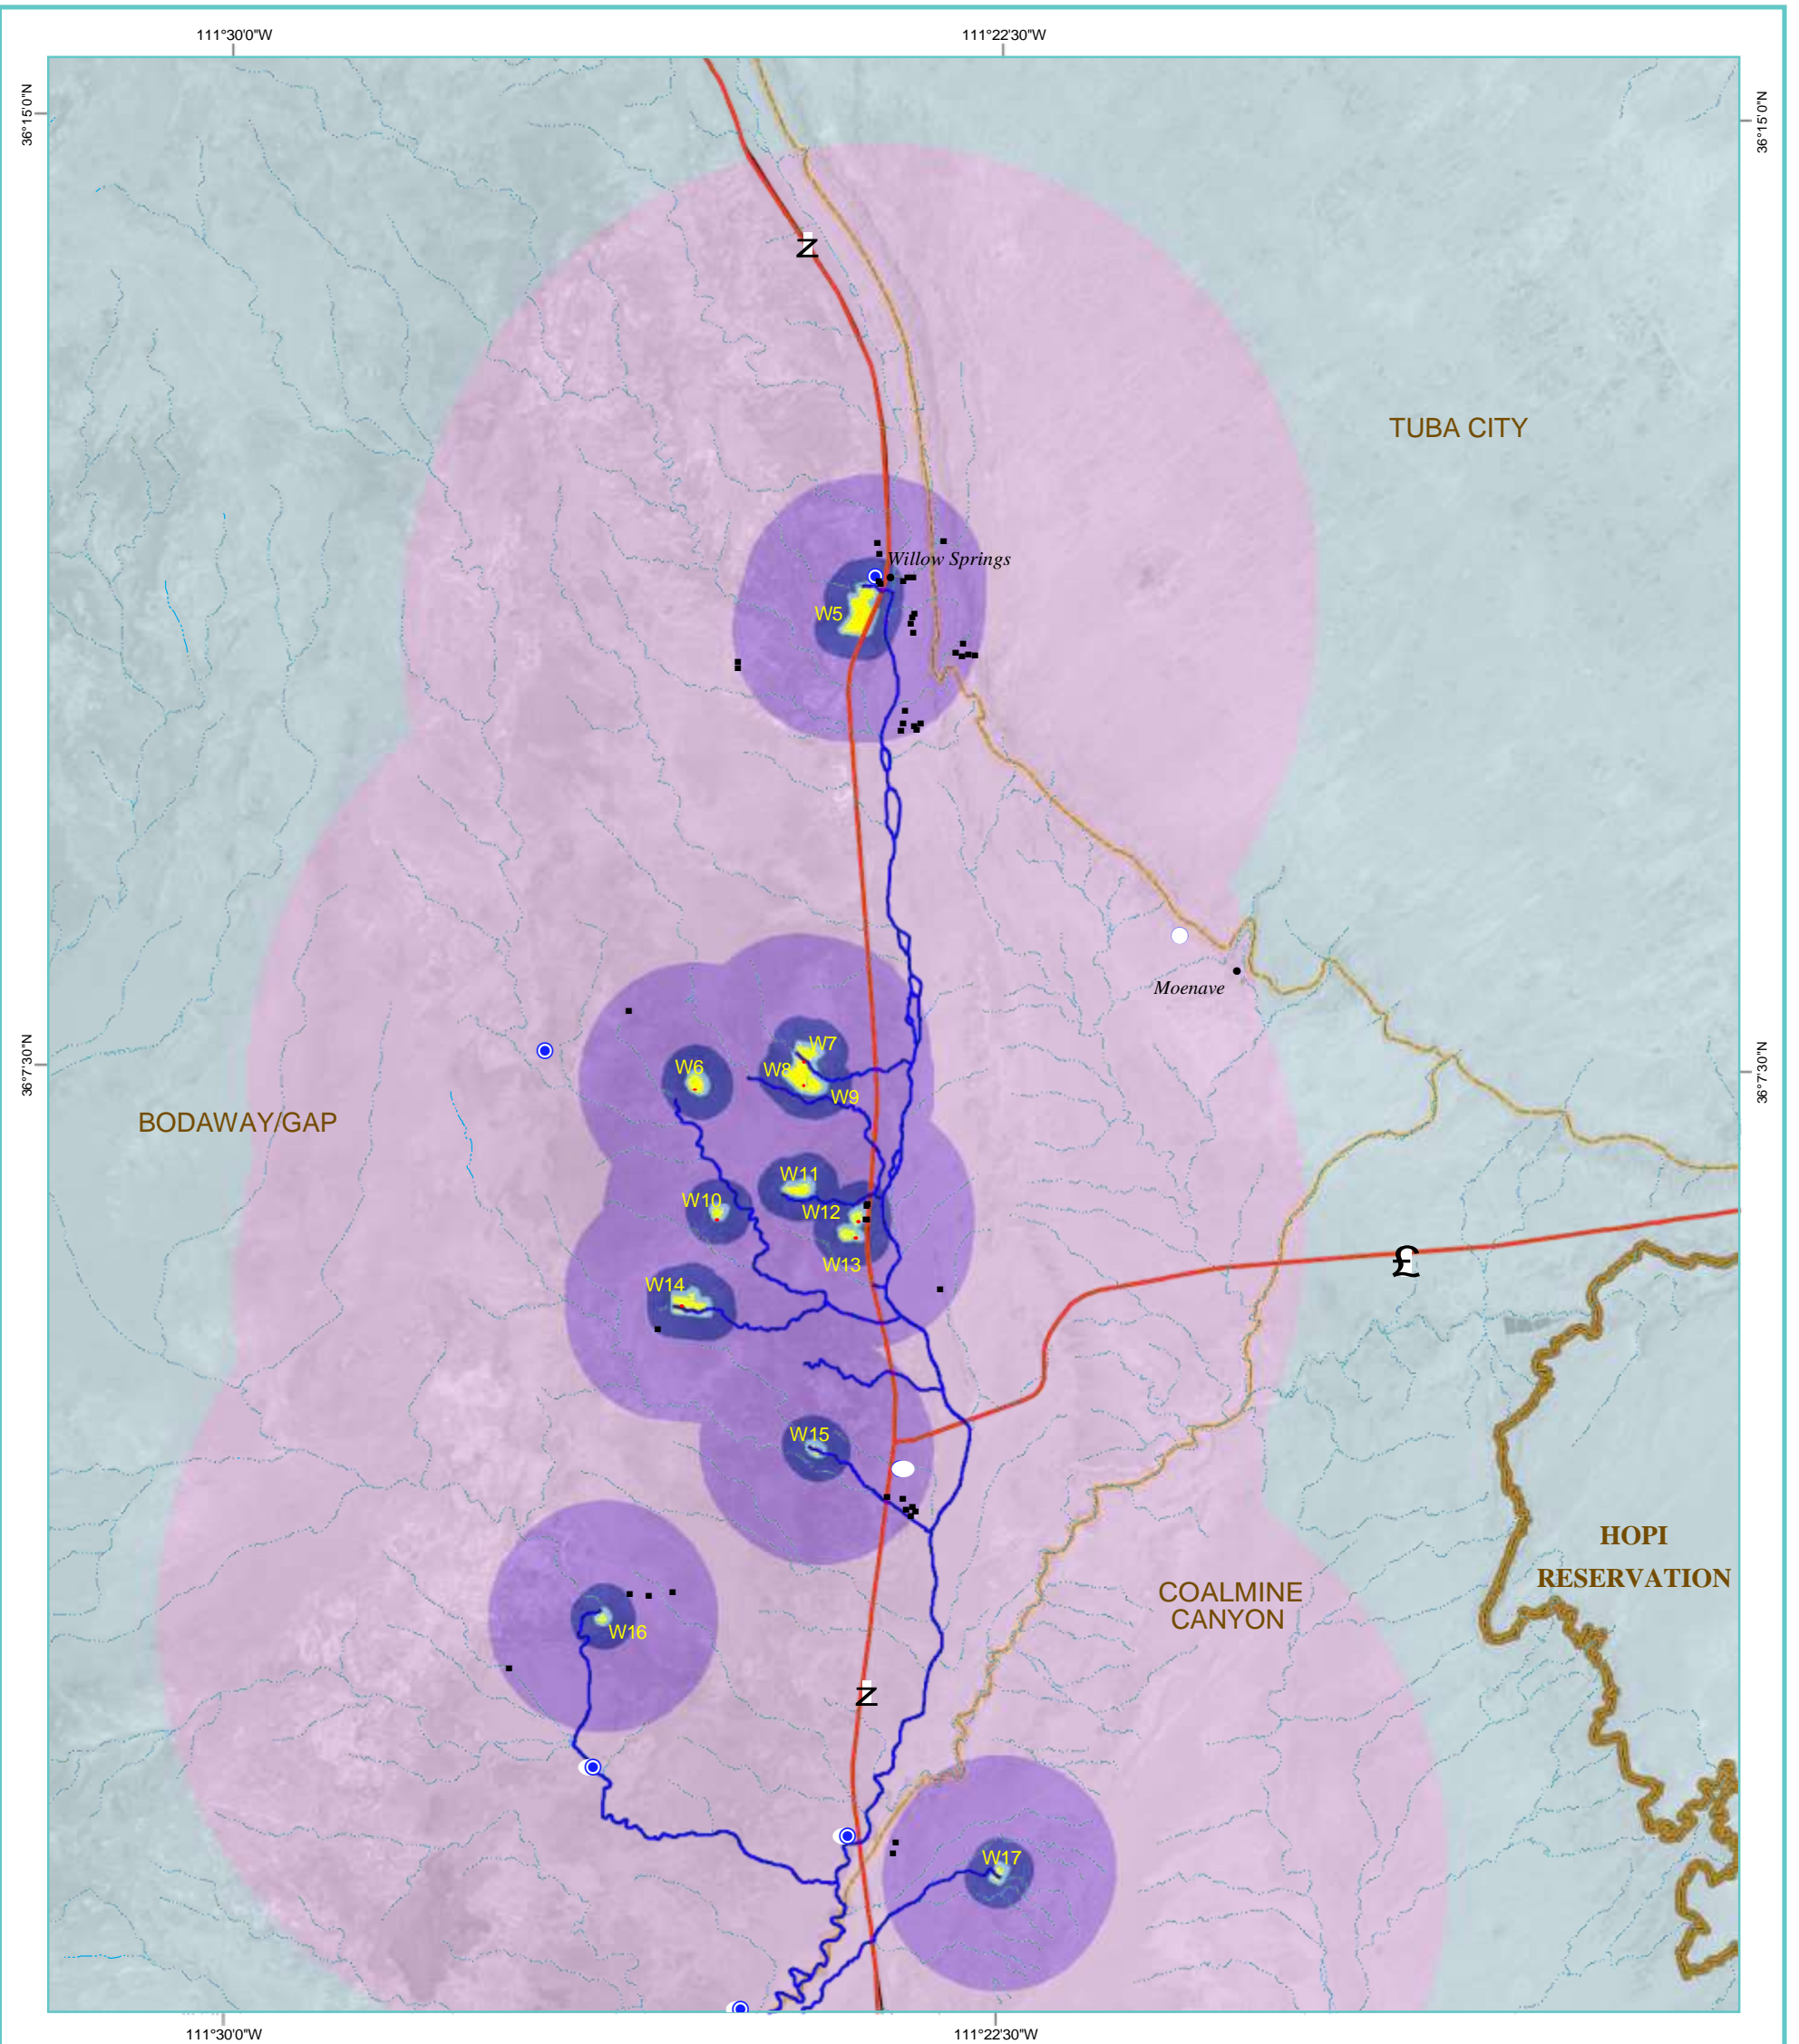 111°30'0"W
111°22'30"W
36°15'0"N
36°15'0"N
Z
TUBA CITY
Willow Springs
W5
Moenave
36°7'30"N
36°7'30"N
W7
W6
W8
W9
BODAWAY/GAP
W11
W10
W12
W13
£
W14
W15
HOPI
RESERVATION
COALMINE
CANYON
W16
Z
W17
111°30'0"W
111°22'30"W